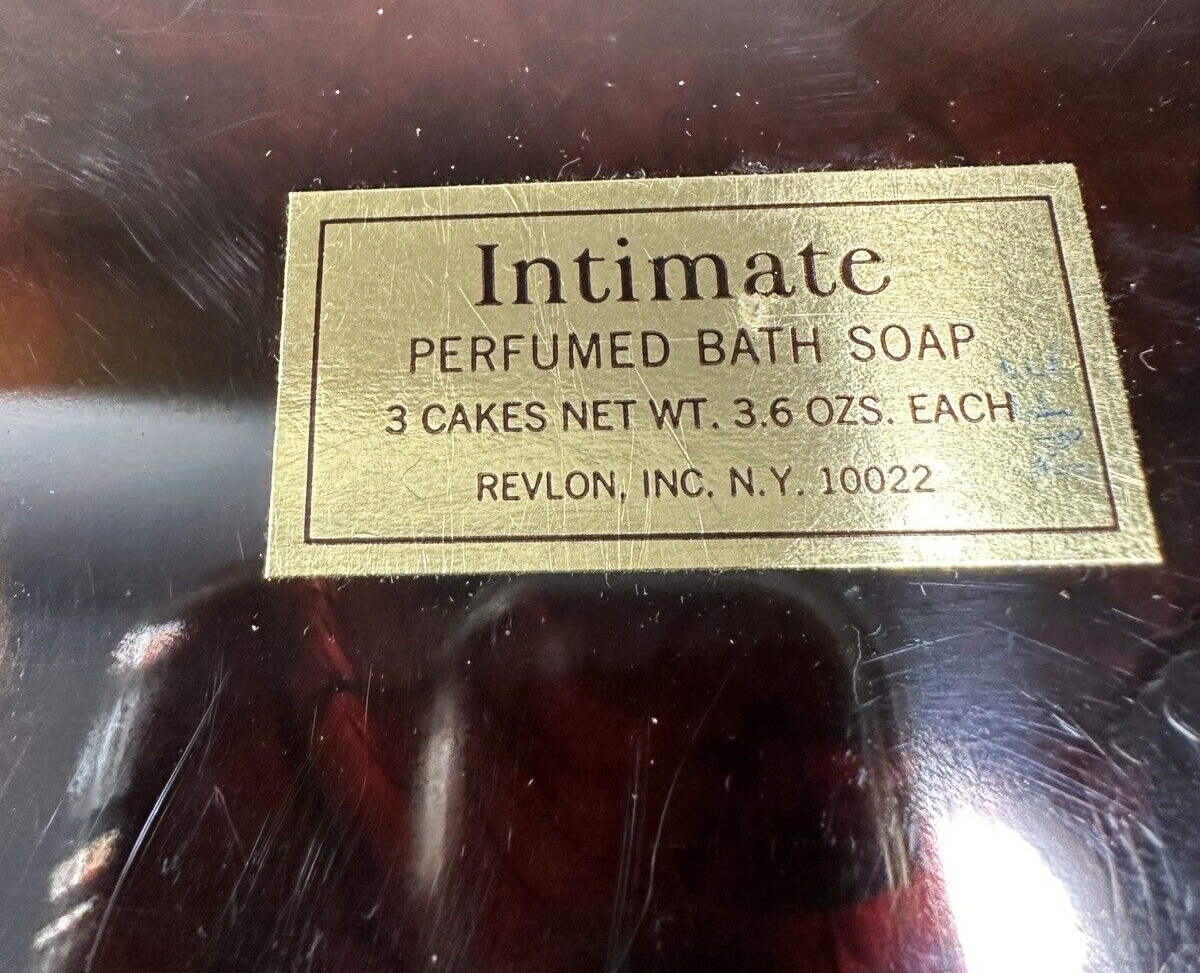 Intimate
PERFUMED BATH SOAP
3 CAKES NET WT. 3.6 OZS. EACH
REVLON, INC. N.Y. 10022